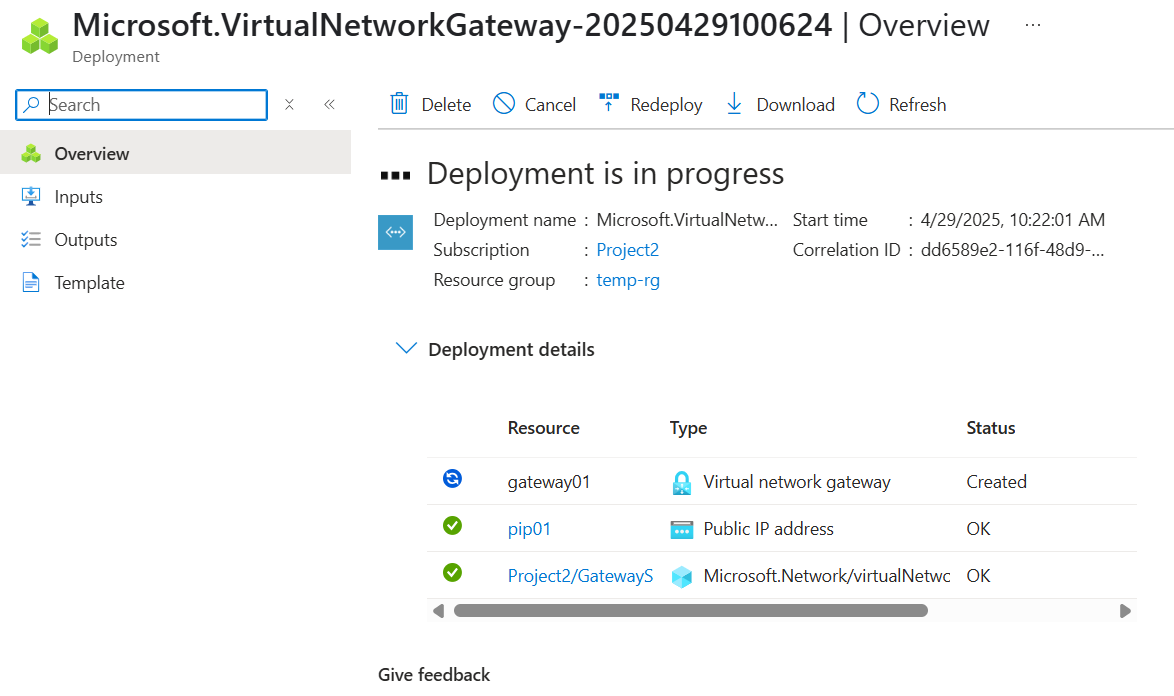 Microsoft.VirtualNetworkGateway-20250429100624 | Overview ...
Deployment
Search
Delete Cancel Redeploy Download Refresh
Overview
Inputs
Outputs
Template
Deployment is in progress
Deployment name : Microsoft.VirtualNetw... Start time : 4/29/2025, 10:22:01 AM
Subscription : Project2 Correlation ID : dd6589e2-116f-48d9-...
Resource group : temp-rg
Deployment details
Resource Type Status
gateway01 Virtual network gateway Created
pip01 Public IP address OK
Project2/GatewayS Microsoft.Network/virtualNetwo OK
Give feedback